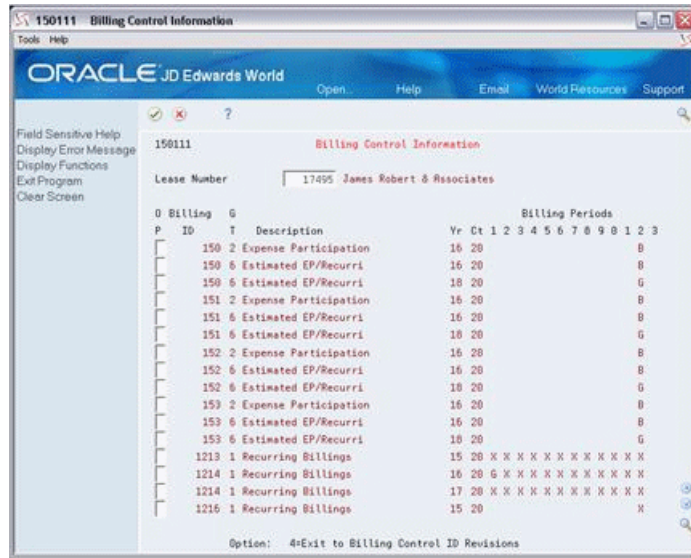 150111 Billing Control Information
Tools Help
ORACLE JD Edwards World
Open.. Help Email World Resources Support
?
Field Sensitive Help
Display Error Message
Display Functions
Exit Program
Clear Screen
150111 Billing Control Information
Lease Number 17495 James Robert & Associates
O Billing G Billing Periods
P ID T Description Yr Ct 1 2 3 4 5 6 7 8 9 0 1 2 3
150 2 Expense Participation 16 20 B
150 6 Estimated EP/Recurri 16 20 B
150 6 Estimated EP/Recurri 18 20 G
151 2 Expense Participation 16 20 B
151 6 Estimated EP/Recurri 16 20 B
151 6 Estimated EP/Recurri 18 20 G
152 2 Expense Participation 16 20 B
152 6 Estimated EP/Recurri 16 20 B
152 6 Estimated EP/Recurri 18 20 G
153 2 Expense Participation 16 20 B
153 6 Estimated EP/Recurri 16 20 B
153 6 Estimated EP/Recurri 18 20 G
1213 1 Recurring Billings 15 20 X X X X X X X X X X X X
1214 1 Recurring Billings 16 20 G X X X X X X X X X X X
1214 1 Recurring Billings 17 20 X X X X X X X X X X X X
1216 1 Recurring Billings 15 20 X
Option: 4=Exit to Billing Control ID Revisions